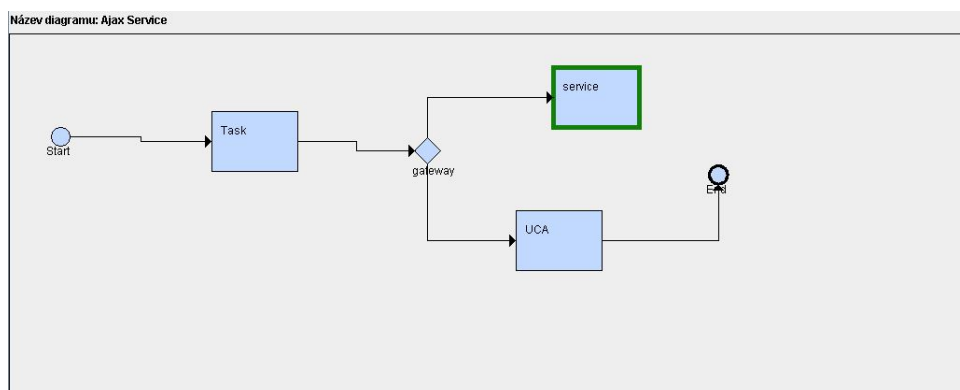 Název diagramu: Ajax Service
service
Task
Start
gateway
End
UCA